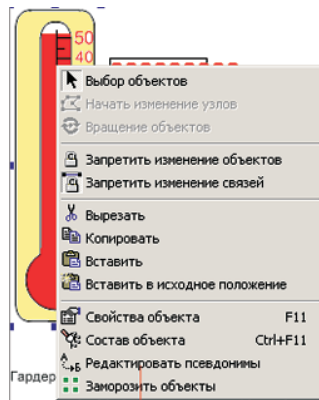 50
40
Выбор объектов
Начать изменение узлов
Вращение объектов
Запретить изменение объектов
Запретить изменение связей
Вырезать
Копировать
Вставить
Вставить в исходное положение
Свойства объекта F11
Состав объекта Ctrl+F11
Редактировать псевдонимы
Заморозить объекты
Гардер